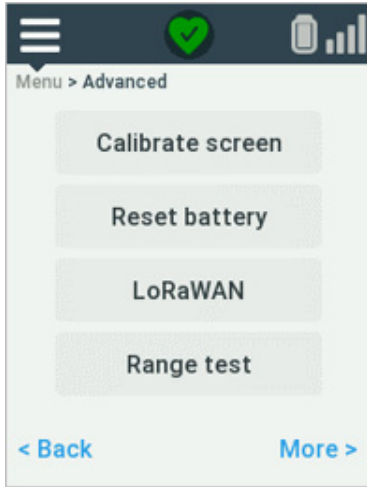 Menu > Advanced
Calibrate screen
Reset battery
LoRaWAN
Range test
< Back More >